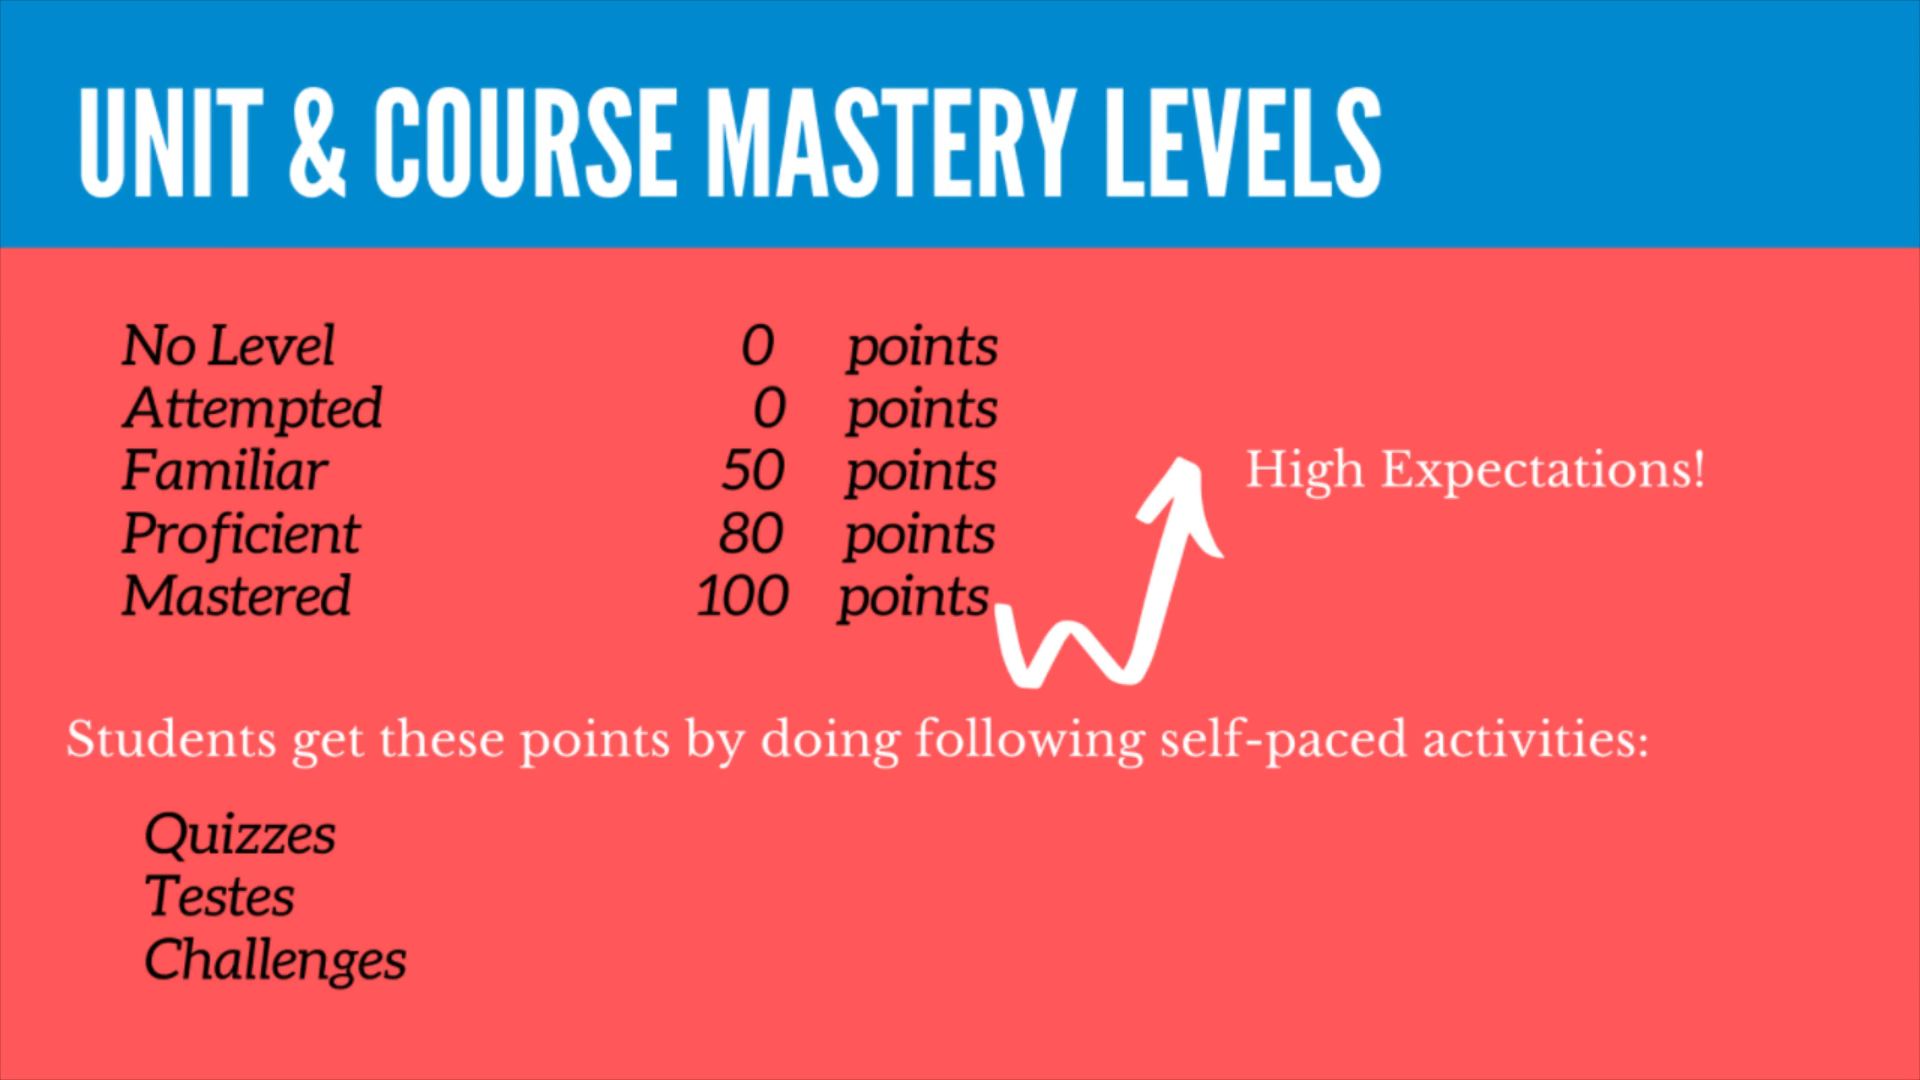 UNIT & COURSE MASTERY LEVELS
No Level 0 points
Attempted 0 points
Familiar 50 points
Proficient 80 points
Mastered 100 points
High Expectations!
Students get these points by doing following self-paced activities:
Quizzes
Testes
Challenges